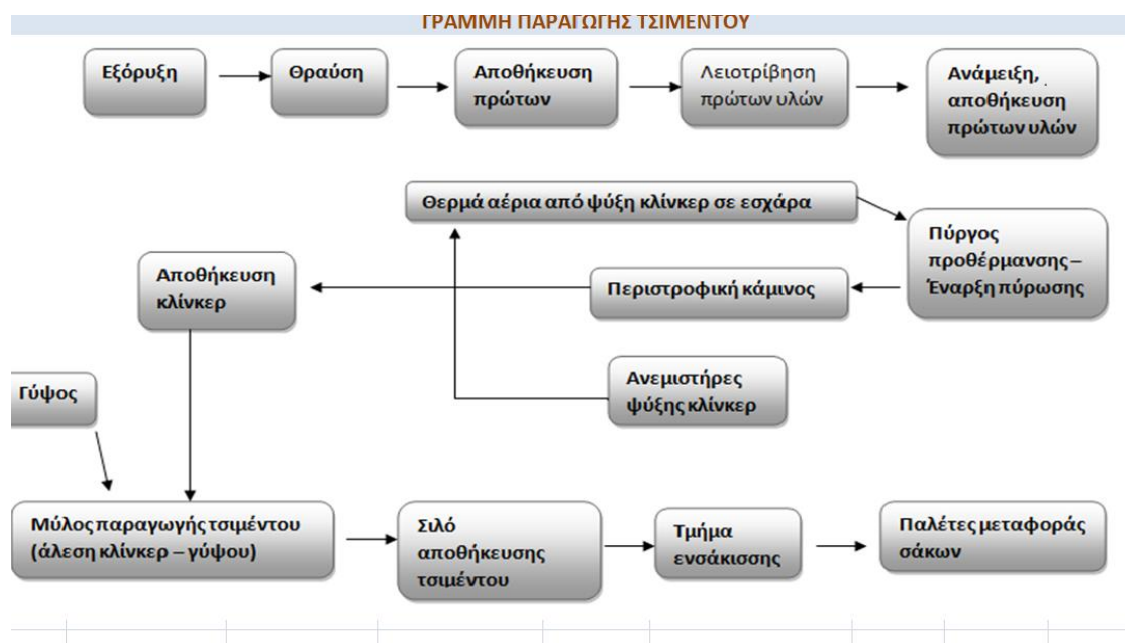 ΓΡΑΜΜΗ ΠΑΡΑΓΩΓΗΣ ΤΣΙΜΕΝΤΟΥ
Εξόρυξη
Θραύση
Αποθήκευση
πρώτων
Λειοτρίβηση
πρώτων υλών
Ανάμειξη,
αποθήκευση
πρώτων υλών
Θερμά αέρια από ψύξη κλίνκερ σε εσχάρα
Πύργος
προθέρμανσης –
Έναρξη πύρωσης
Περιστροφική κάμινος
Αποθήκευση
κλίνκερ
Ανεμιστήρες
ψύξης κλίνκερ
Γύψος
Μύλος παραγωγής τσιμέντου
(άλεση κλίνκερ – γύψου)
Σιλό
αποθήκευσης
τσιμέντου
Τμήμα
ενσάκισσης
Παλέτες μεταφοράς
σάκων